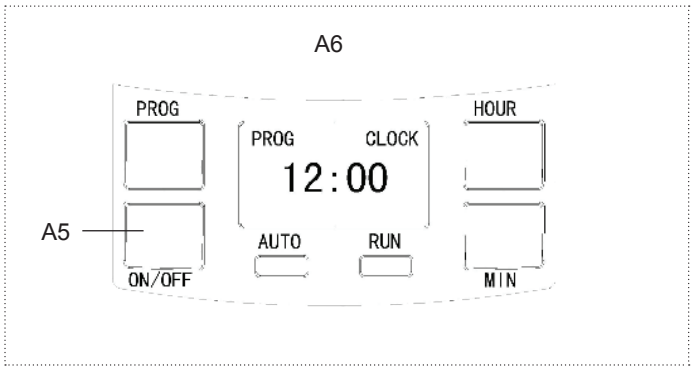 A6
PROG
HOUR
PROG CLOCK
12:00
A5
AUTO RUN
ON/OFF
MIN